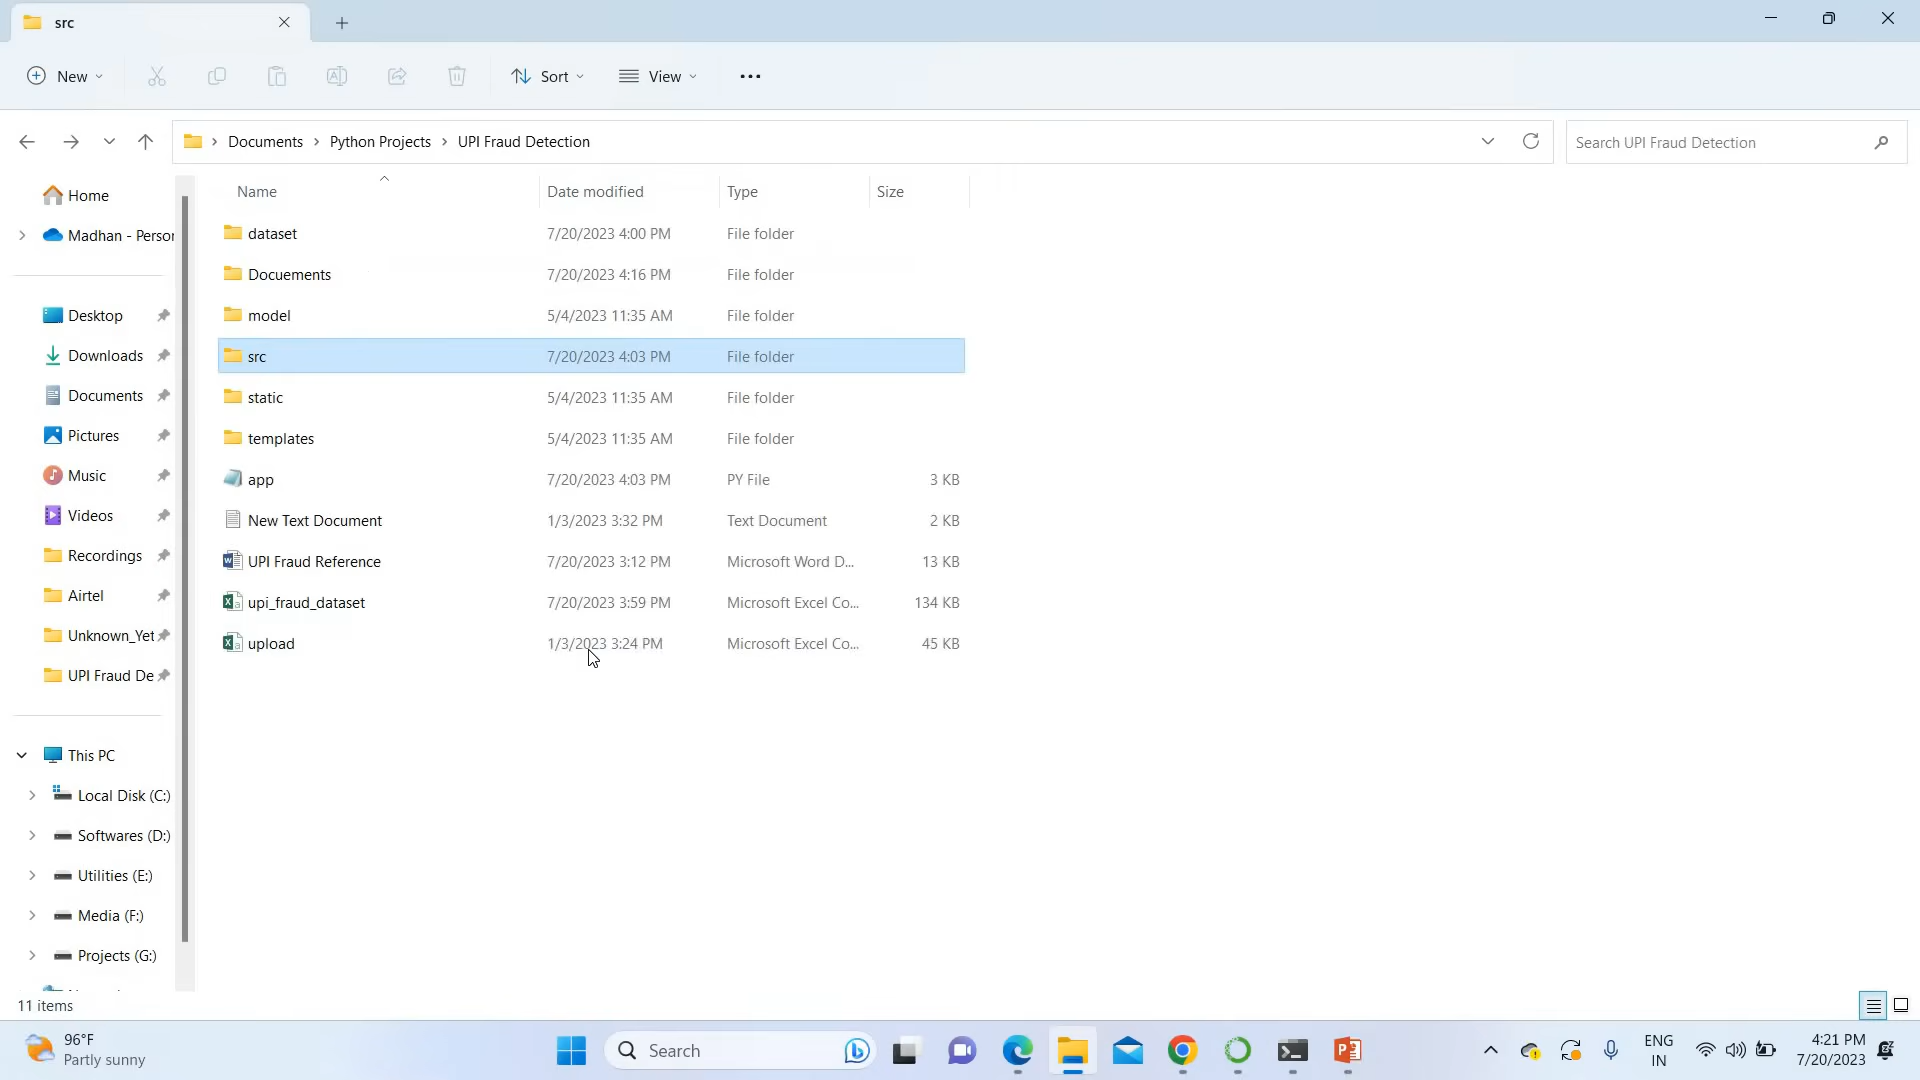 src
New
Sort
View
Documents
Python Projects
UPI Fraud Detection
Search UPI Fraud Detection
Name
Date modified
Type
Size
Home
Madhan - Person
Desktop
Downloads
Documents
Pictures
Music
Videos
Recordings
Airtel
Unknown_Yet
UPI Fraud De
This PC
Local Disk (C:)
Softwares (D:)
Utilities (E:)
Media (F:)
Projects (G:)
dataset 7/20/2023 4:00 PM File folder
Docuements 7/20/2023 4:16 PM File folder
model 5/4/2023 11:35 AM File folder
src 7/20/2023 4:03 PM File folder
static 5/4/2023 11:35 AM File folder
templates 5/4/2023 11:35 AM File folder
app 7/20/2023 4:03 PM PY File 3 KB
New Text Document 1/3/2023 3:32 PM Text Document 2 KB
UPI Fraud Reference 7/20/2023 3:12 PM Microsoft Word D... 13 KB
upi_fraud_dataset 7/20/2023 3:59 PM Microsoft Excel Co... 134 KB
upload 1/3/2023 3:24 PM Microsoft Excel Co... 45 KB
11 items
96°F
Partly sunny
Search
ENG
IN
4:21 PM
7/20/2023